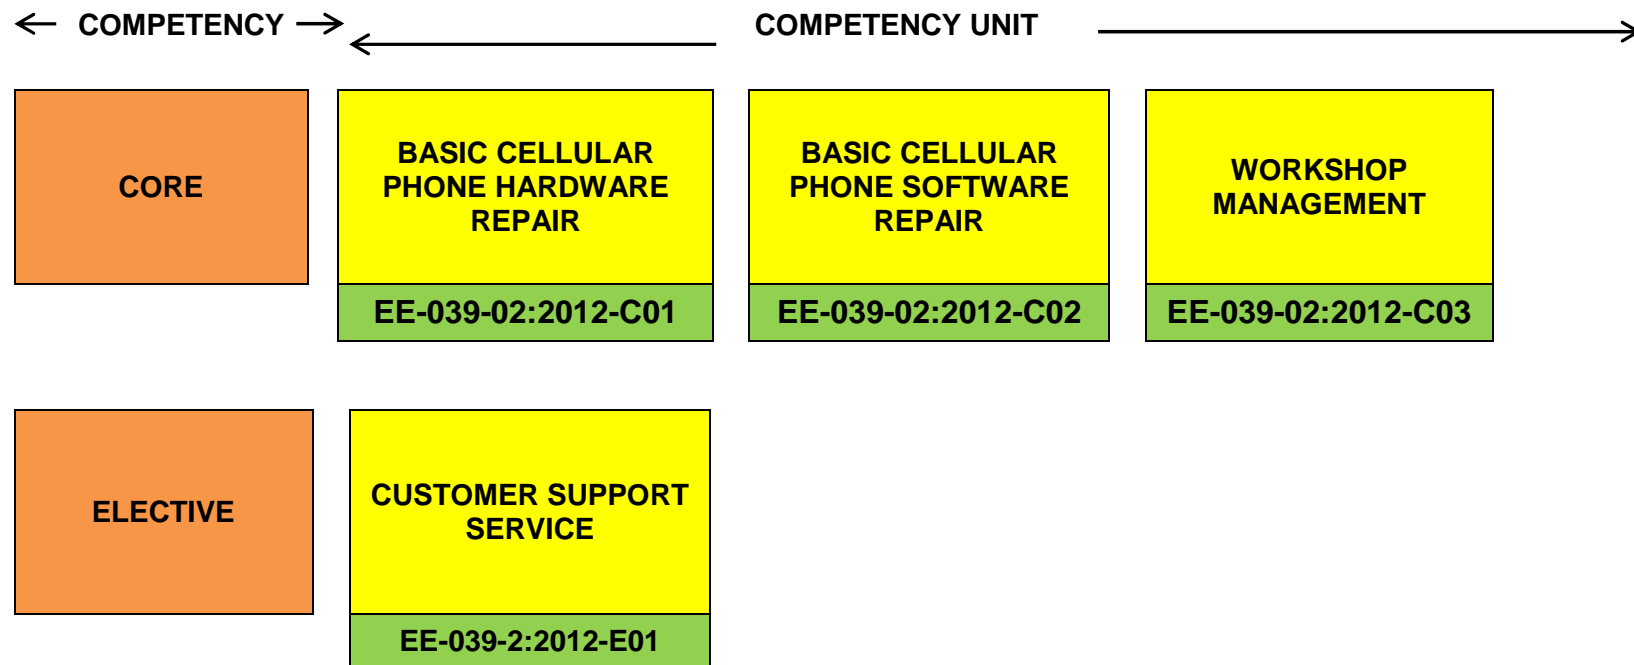 COMPETENCY
COMPETENCY UNIT
CORE
BASIC CELLULAR
PHONE HARDWARE
REPAIR
EE-039-02:2012-C01
BASIC CELLULAR
PHONE SOFTWARE
REPAIR
EE-039-02:2012-C02
WORKSHOP
MANAGEMENT
EE-039-02:2012-C03
ELECTIVE
CUSTOMER SUPPORT
SERVICE
EE-039-2:2012-E01